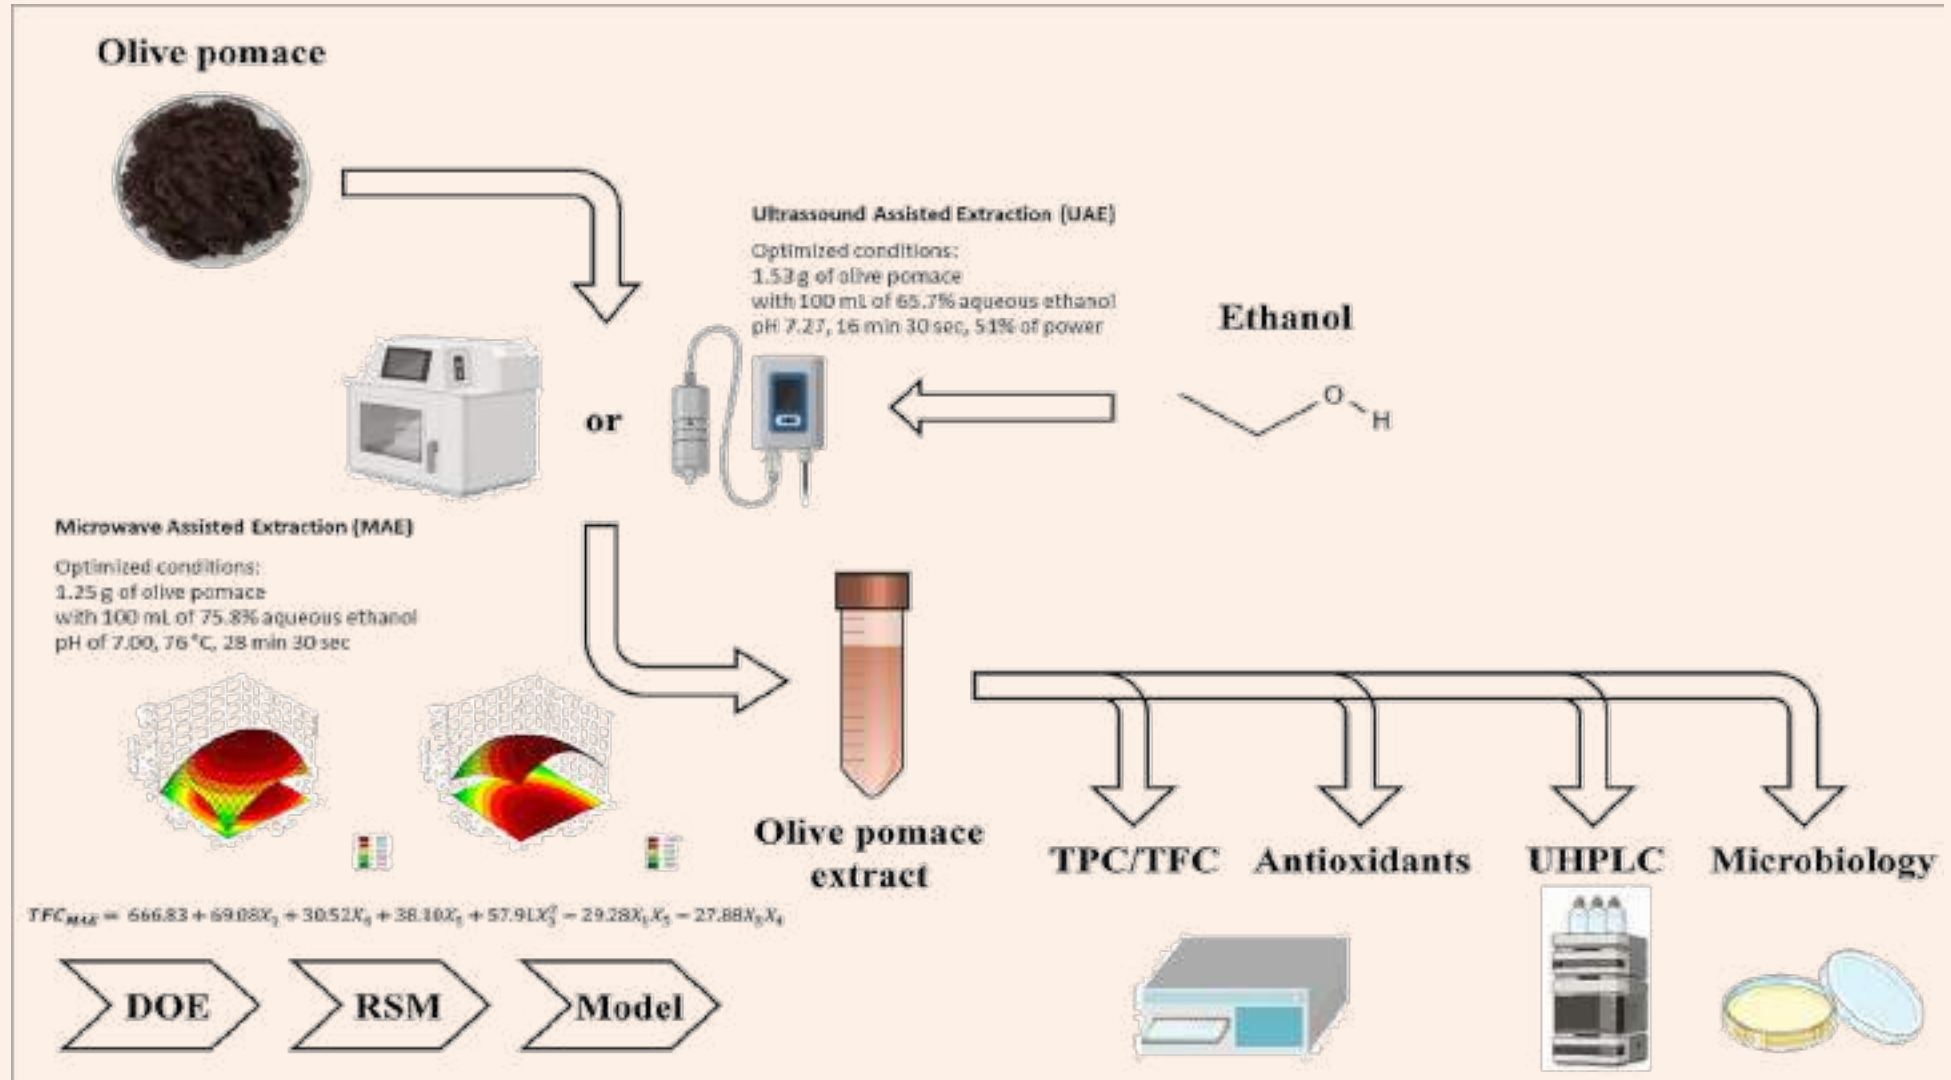 Olive pomace
Ultrassound Assisted Extraction (UAE)
Optimized conditions:
1.53 g of olive pomace
with 100 mL of 65.7% aqueous ethanol
pH 7.27, 16 min 30 sec, 51% of power
Ethanol
O
H
or
Microwave Assisted Extraction (MAE)
Optimized conditions:
1.25 g of olive pomace
with 100 mL of 75.8% aqueous ethanol
pH of 7.00, 76 °C, 28 min 30 sec
Olive pomace
extract
TPC/TFC
Antioxidants
UHPLC
Microbiology
DOE
RSM
Model